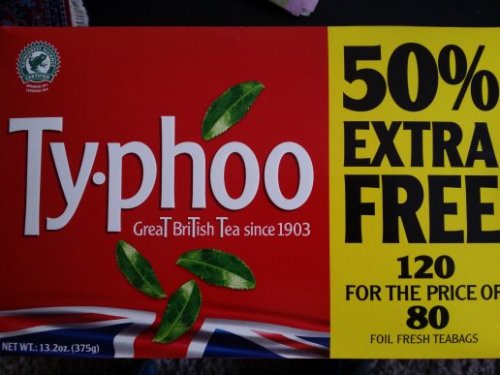 CERTIFIED
Ty·phoo
GreaT BriTish Tea since 1903
NET WT.: 13.2oz. (375g)
50%
EXTRA
FREE
120
FOR THE PRICE OF
80
FOIL FRESH TEABAGS